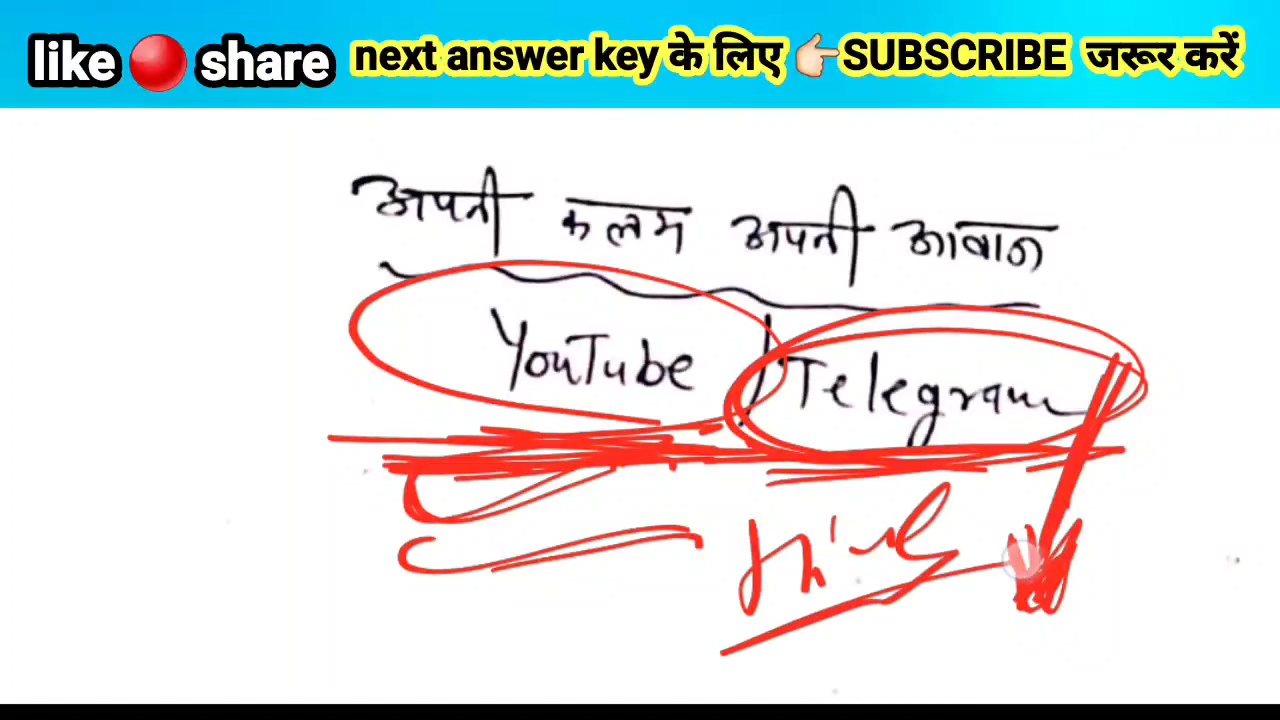 like 🔴 share next answer key के लिए 👉🏻 SUBSCRIBE जरूर करें
अपनी कलम अपनी आवाज
YouTube | Telegram